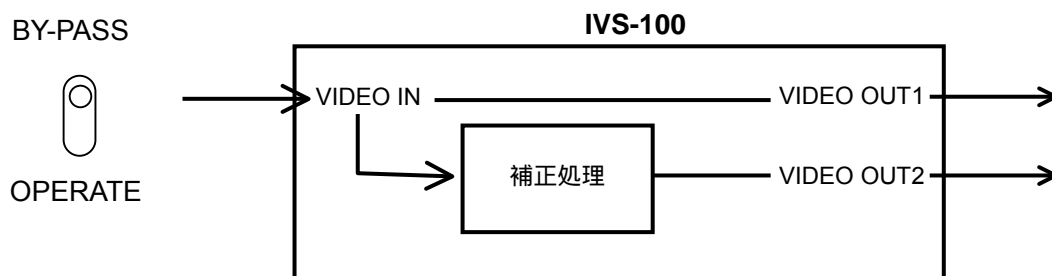 BY-PASS
IVS-100
VIDEO IN
VIDEO OUT1
補正処理
VIDEO OUT2
OPERATE